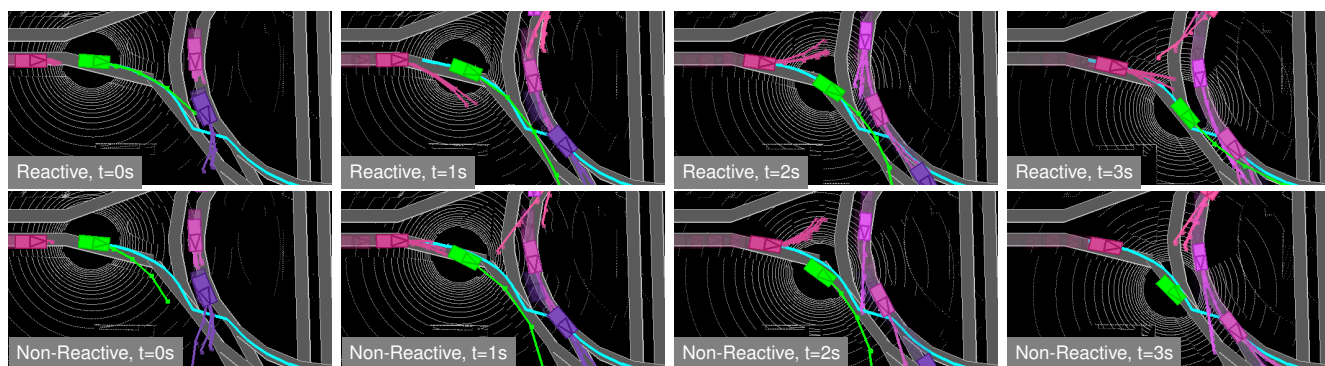 Reactive, t=0s
Reactive, t=1s
Reactive, t=2s
Reactive, t=3s
Non-Reactive, t=0s
Non-Reactive, t=1s
Non-Reactive, t=2s
Non-Reactive, t=3s